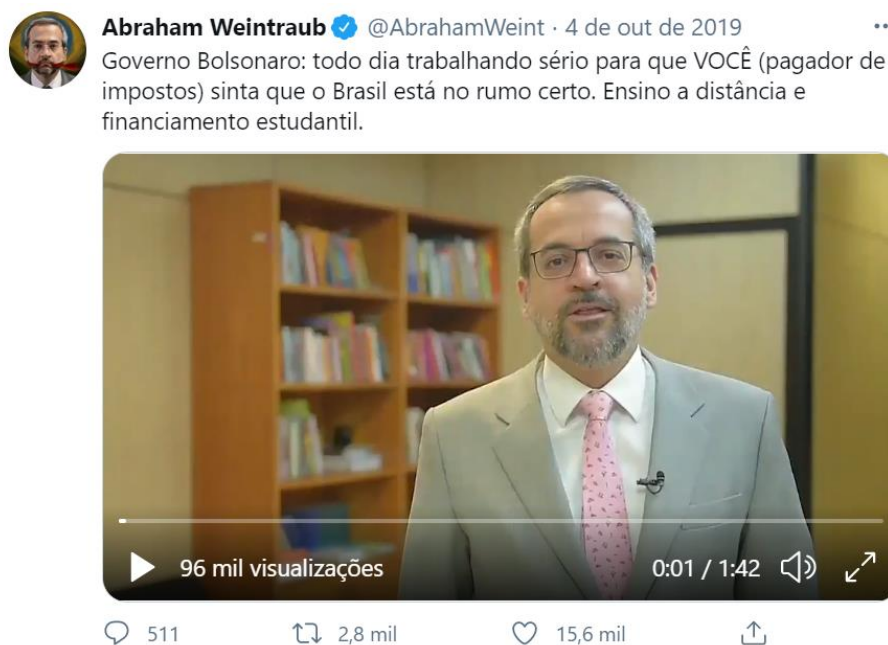 Abraham Weintraub @AbrahamWeint · 4 de out de 2019 ...
Governo Bolsonaro: todo dia trabalhando sério para que VOCÊ (pagador de
impostos) sinta que o Brasil está no rumo certo. Ensino a distância e
financiamento estudantil.
96 mil visualizações 0:01 / 1:42
511 2,8 mil 15,6 mil